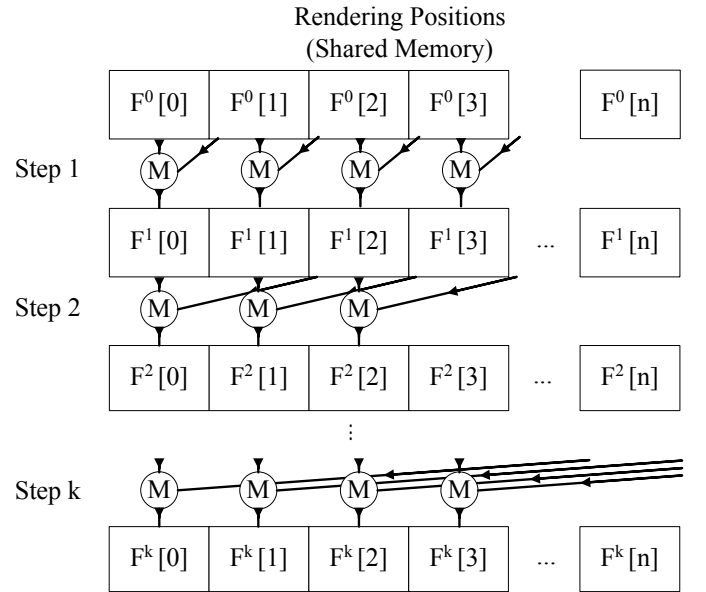 Rendering Positions
(Shared Memory)
F⁰[0] F⁰[1] F⁰[2] F⁰[3] F⁰[n]
Step 1 M M M M
F¹[0] F¹[1] F¹[2] F¹[3] ... F¹[n]
Step 2 M M M
F²[0] F²[1] F²[2] F²[3] ... F²[n]
⋮
Step k M M M M
Fᵏ[0] Fᵏ[1] Fᵏ[2] Fᵏ[3] ... Fᵏ[n]